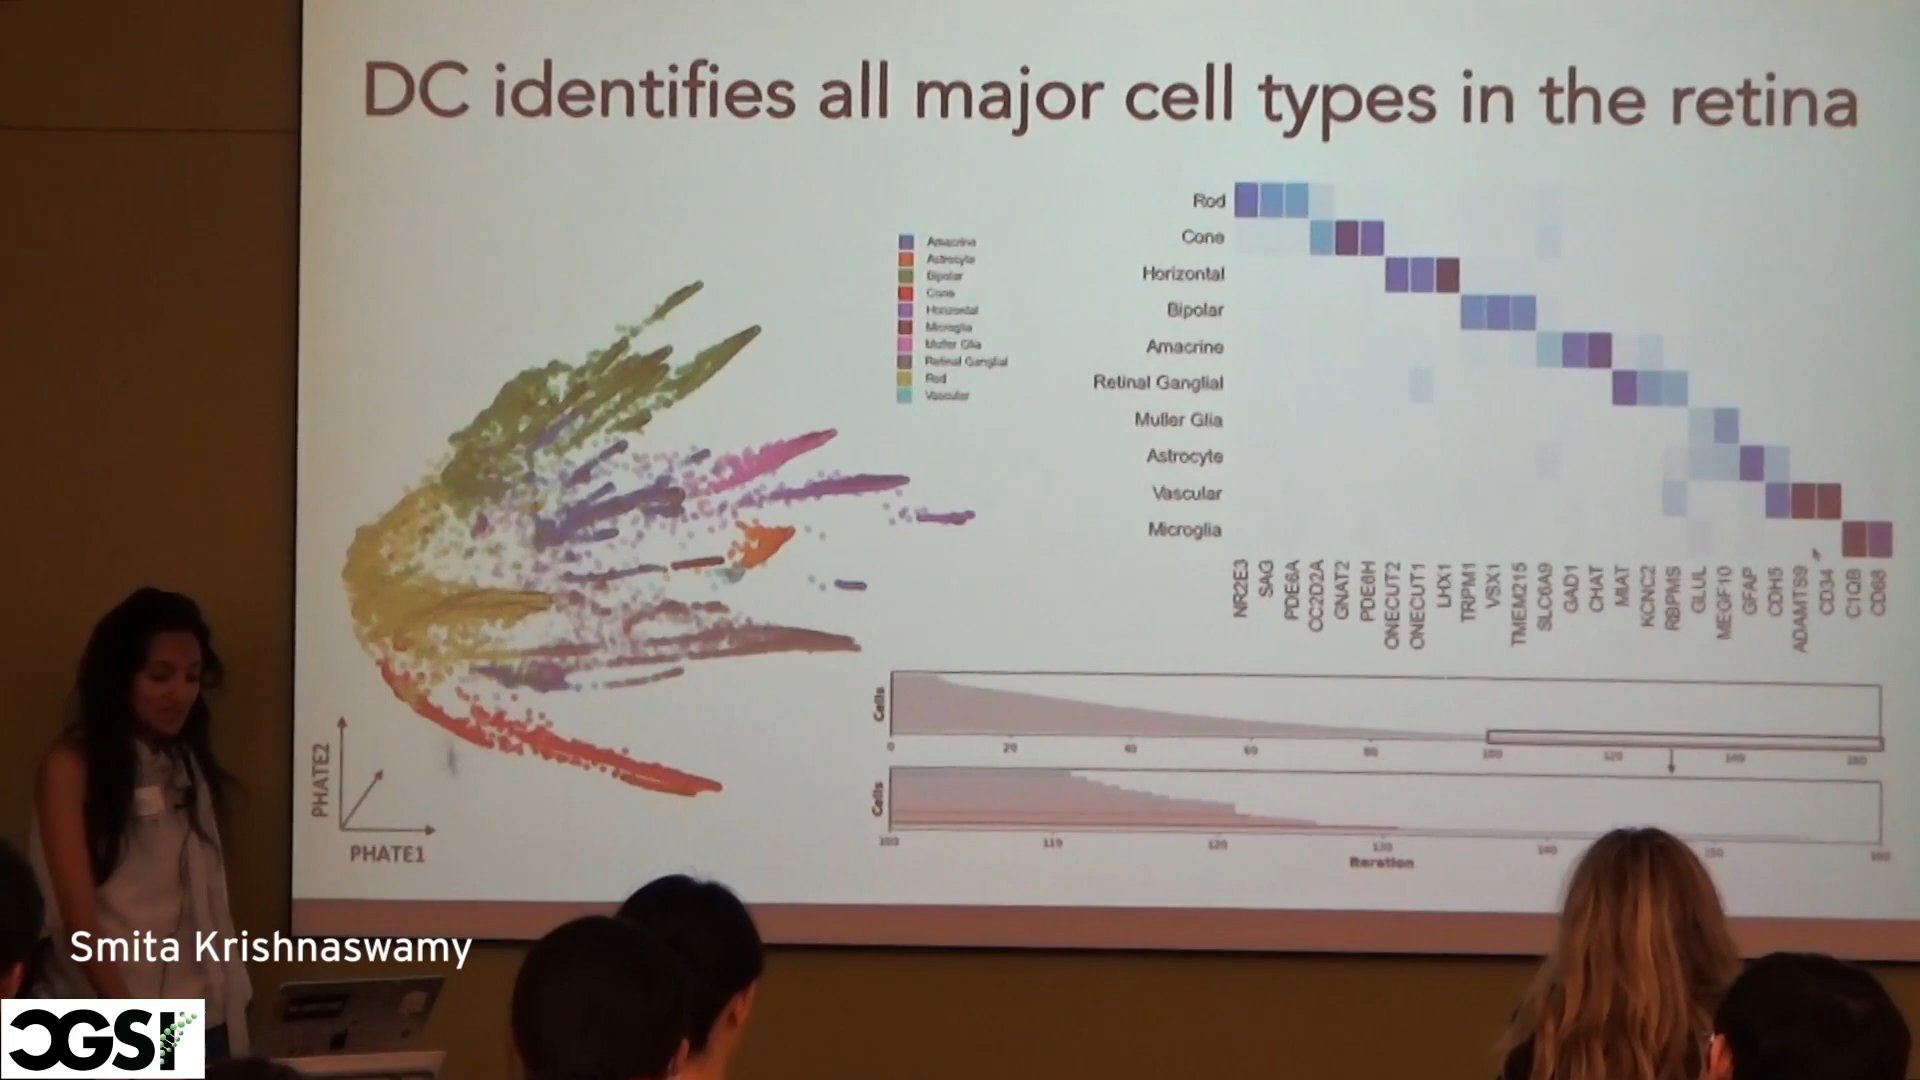 DC identifies all major cell types in the retina
Amacrine
Astrocyte
Bipolar
Cone
Horizontal
Microglia
Muller Glia
Retinal Ganglial
Rod
Vascular
Rod
Cone
Horizontal
Bipolar
Amacrine
Retinal Ganglial
Muller Glia
Astrocyte
Vascular
Microglia
NR2E3
SAG
PDE6A
CC2D2A
GNAT2
PDE6H
ONECUT2
ONECUT1
LHX1
TRPM1
VSX1
TMEM215
SLC6A9
GAD1
CHAT
MIAT
KCNC2
RBPMS
GLUL
MEGF10
GFAP
CDH5
ADAMTS9
CD34
C1QB
CD68
PHATE2
PHATE1
Cells
0 20 40 60 80 100 120 140 160
Cells
100 110 120 130 140 150 160
Iteration
Smita Krishnaswamy
CGSI